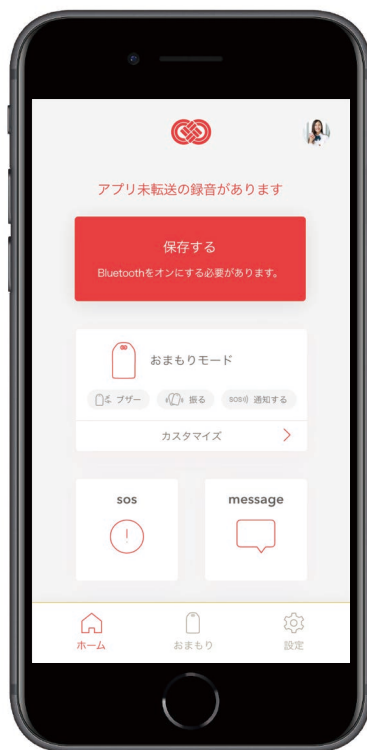 アプリ未転送の録音があります
保存する
Bluetoothをオンにする必要があります。
おまもりモード
ブザー 振る SOS 通知する
カスタマイズ
sos message
ホーム おまもり 設定